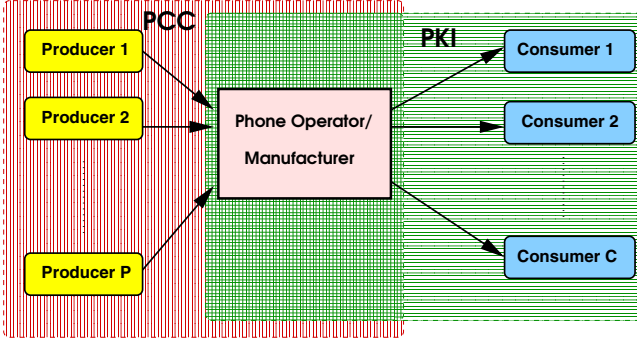 PCC
PKI
Producer 1
Consumer 1
Producer 2
Phone Operator/
Manufacturer
Consumer 2
Producer P
Consumer C